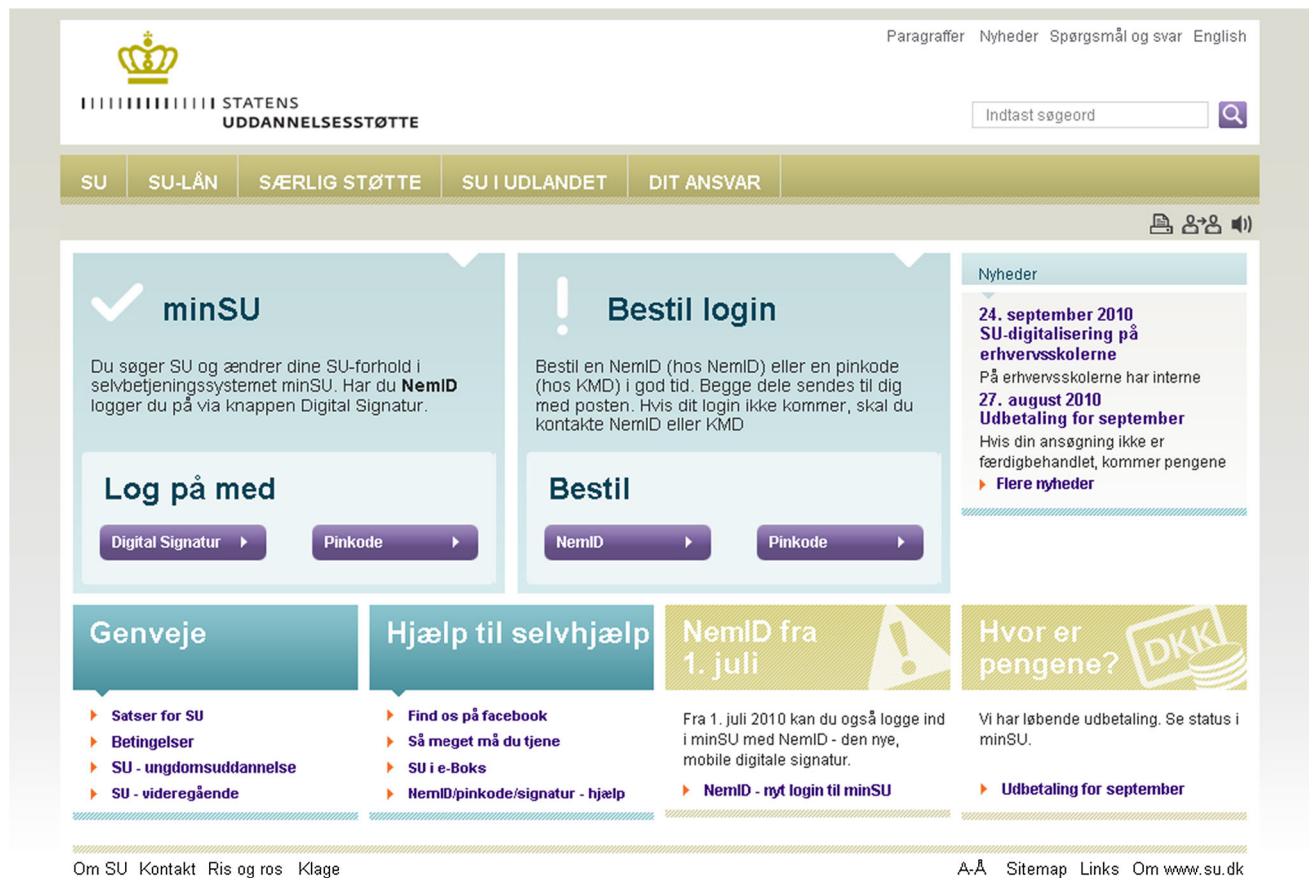 Paragraffer Nyheder Spørgsmål og svar English
STATENS
UDDANNELSESSTØTTE
Indtast søgeord
SU SU-LÅN SÆRLIG STØTTE SU I UDLANDET DIT ANSVAR
minSU
Du søger SU og ændrer dine SU-forhold i
selvbetjeningssystemet minSU. Har du NemID
logger du på via knappen Digital Signatur.
Log på med
Digital Signatur
Pinkode
Bestil login
Bestil en NemID (hos NemID) eller en pinkode
(hos KMD) i god tid. Begge dele sendes til dig
med posten. Hvis dit login ikke kommer, skal du
kontakte NemID eller KMD
Bestil
NemID
Pinkode
Nyheder
24. september 2010
SU-digitalisering på
erhvervsskolerne
På erhvervsskolerne har interne
27. august 2010
Udbetaling for september
Hvis din ansøgning ikke er
færdigbehandlet, kommer pengene
Flere nyheder
Genveje
Satser for SU
Betingelser
SU - ungdomsuddannelse
SU - videregående
Hjælp til selvhjælp
Find os på facebook
Så meget må du tjene
SU i e-Boks
NemID/pinkode/signatur - hjælp
NemID fra
1. juli
Fra 1. juli 2010 kan du også logge ind
i minSU med NemID - den nye,
mobile digitale signatur.
NemID - nyt login til minSU
Hvor er
pengene?
DKK
Vi har løbende udbetaling. Se status i
minSU.
Udbetaling for september
Om SU Kontakt Ris og ros Klage
A-Å Sitemap Links Om www.su.dk